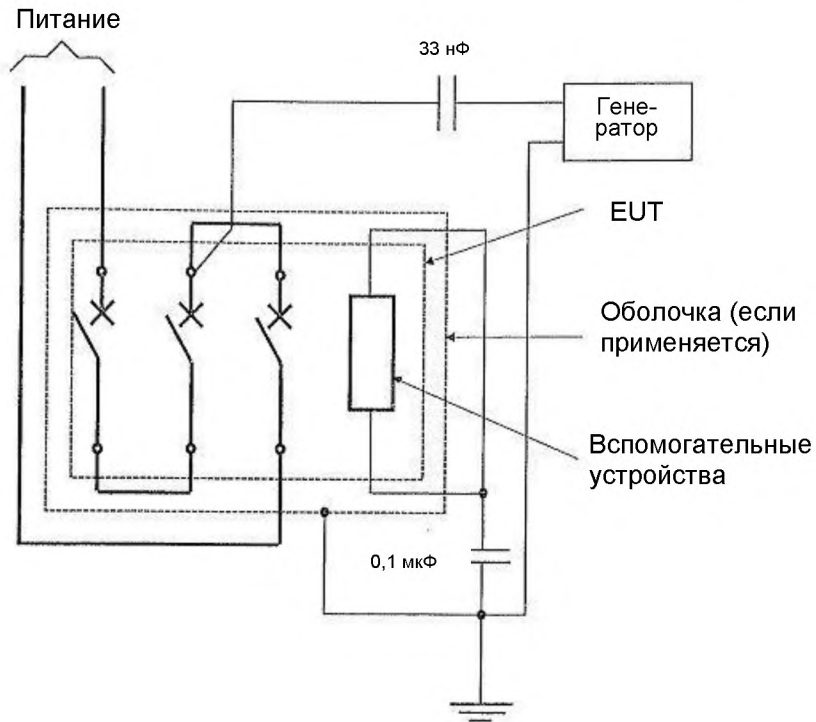 Питание
33 нФ
Гене-
ратор
EUT
Оболочка (если
применяется)
Вспомогательные
устройства
0,1 мкФ